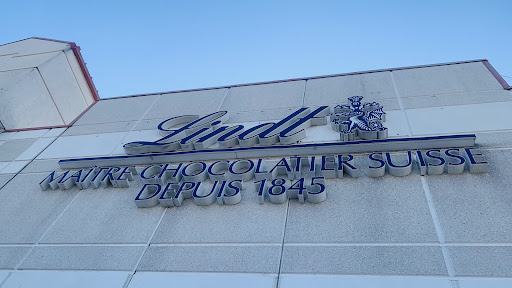 Lindt
MAÎTRE CHOCOLATIER SUISSE
DEPUIS 1845